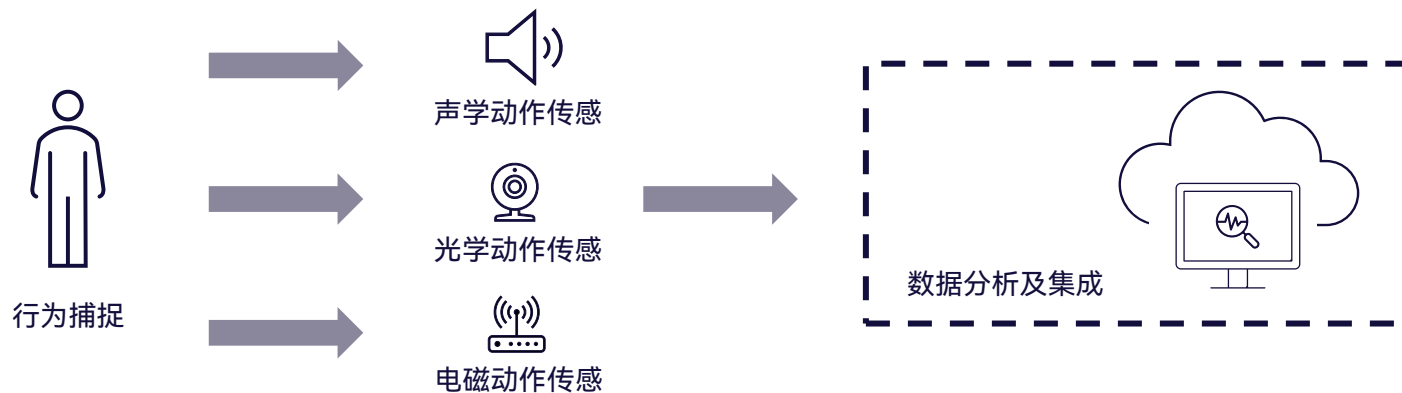 声学动作传感
光学动作传感
数据分析及集成
行为捕捉
电磁动作传感